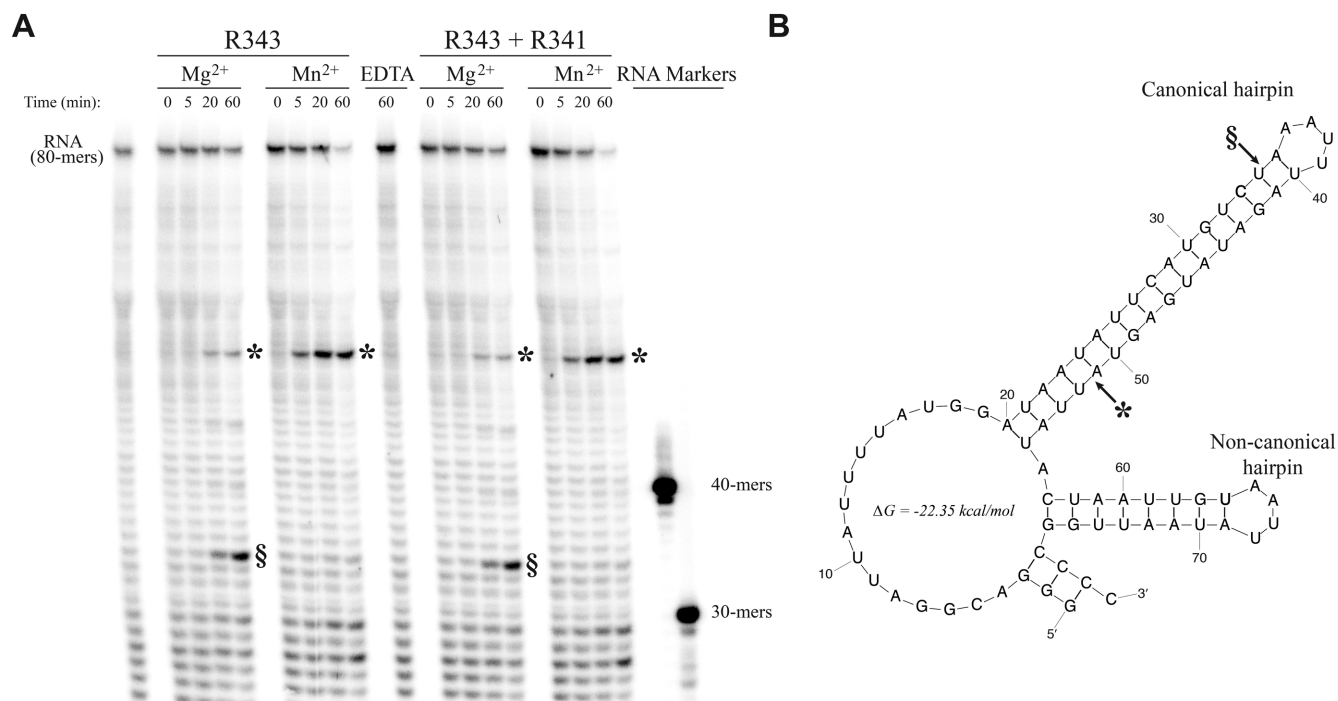 A
R343
R343 + R341
Mg2+ Mn2+ EDTA Mg2+ Mn2+ RNA Markers
Time (min): 0 5 20 60 0 5 20 60 60 0 5 20 60 0 5 20 60
RNA
(80-mers)
* * * *
40-mers
§ §
30-mers
B
Canonical hairpin
§
30
40
20
50
*
Non-canonical
hairpin
60
ΔG = -22.35 kcal/mol
10
70
5'
GGGACGGAUUAUUUUAUGGAUAAUAUUCAUGUCUAAAUUUAGAUAUGAGUAUUAUACUAAUUGUAAUUAUAAUUGGCCCC
3'